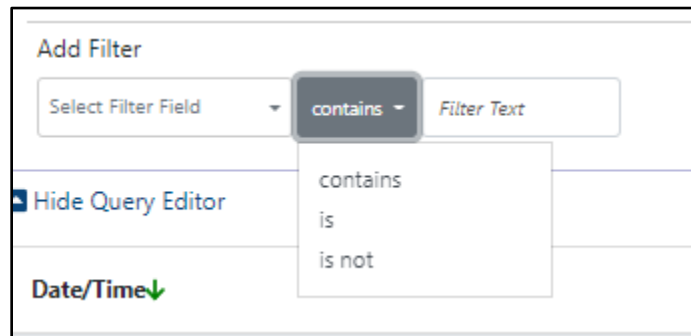 Add Filter
Select Filter Field contains Filter Text
contains
is
is not
Hide Query Editor
Date/Time